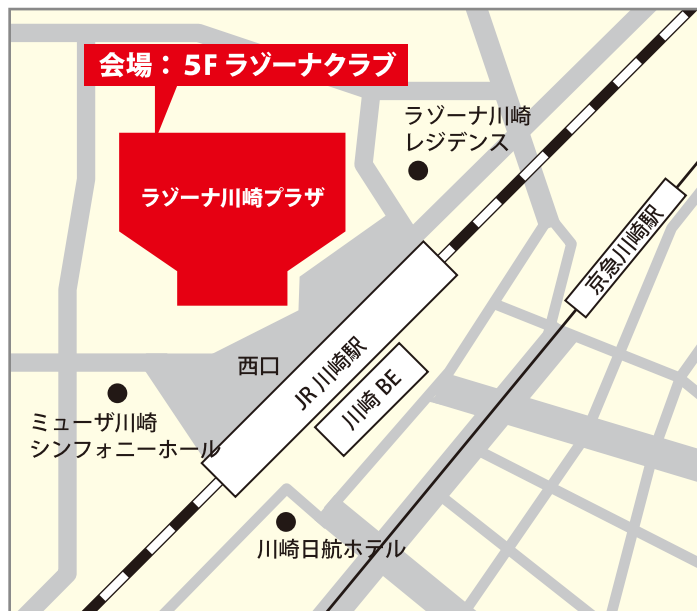 会場： 5F ラゾーナクラブ
ラゾーナ川崎
レジデンス
ラゾーナ川崎プラザ
京急川崎駅
西口
JR 川崎駅
川崎 BE
ミューザ川崎
シンフォニーホール
川崎日航ホテル